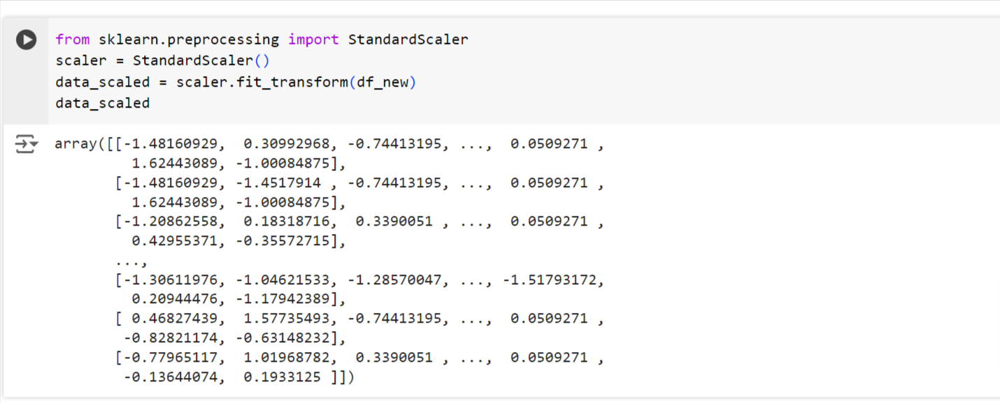 from sklearn.preprocessing import StandardScaler
scaler = StandardScaler()
data_scaled = scaler.fit_transform(df_new)
data_scaled
array([[-1.48160929,  0.30992968, -0.74413195, ...,  0.0509271 ,
         1.62443089, -1.00084875],
       [-1.48160929, -1.4517914 , -0.74413195, ...,  0.0509271 ,
         1.62443089, -1.00084875],
       [-1.20862558,  0.18318716,  0.3390051 , ...,  0.0509271 ,
         0.42955371, -0.35572715],
       ...,
       [-1.30611976, -1.04621533, -1.28570047, ..., -1.51793172,
         0.20944476, -1.17942389],
       [ 0.46827439,  1.57735493, -0.74413195, ...,  0.0509271 ,
        -0.82821174, -0.63148232],
       [-0.77965117,  1.01968782,  0.3390051 , ...,  0.0509271 ,
        -0.13644074,  0.1933125 ]])